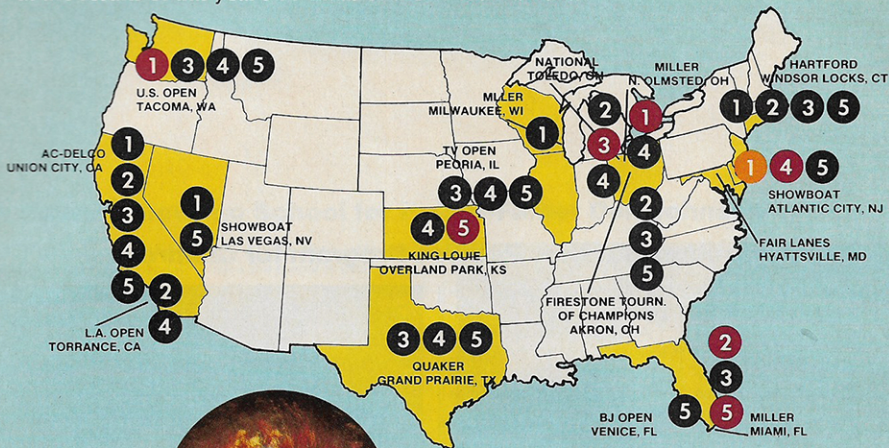 1 3 4 5
U.S. OPEN
TACOMA, WA
NATIONAL
TOLEDO, OH
MILLER
N. OLMSTED, OH
HARTFORD
WINDSOR LOCKS, CT
1 2 3 5
MLLER
MILWAUKEE, WI
1
2
3
4
1
4
AC-DELCO
UNION CITY, CA
1
2
3
4
5
TV OPEN
PEORIA, IL
3 4 5
1 4 5
SHOWBOAT
ATLANTIC CITY, NJ
1
5
SHOWBOAT
LAS VEGAS, NV
4 5
KING LOUIE
OVERLAND PARK, KS
2
3
5
FAIR LANES
HYATTSVILLE, MD
FIRESTONE TOURN.
OF CHAMPIONS
AKRON, OH
2
4
L.A. OPEN
TORRANCE, CA
3 4 5
QUAKER
GRAND PRAIRIE, TX
2
3
5
MILLER
MIAMI, FL
5
BJ OPEN
VENICE, FL